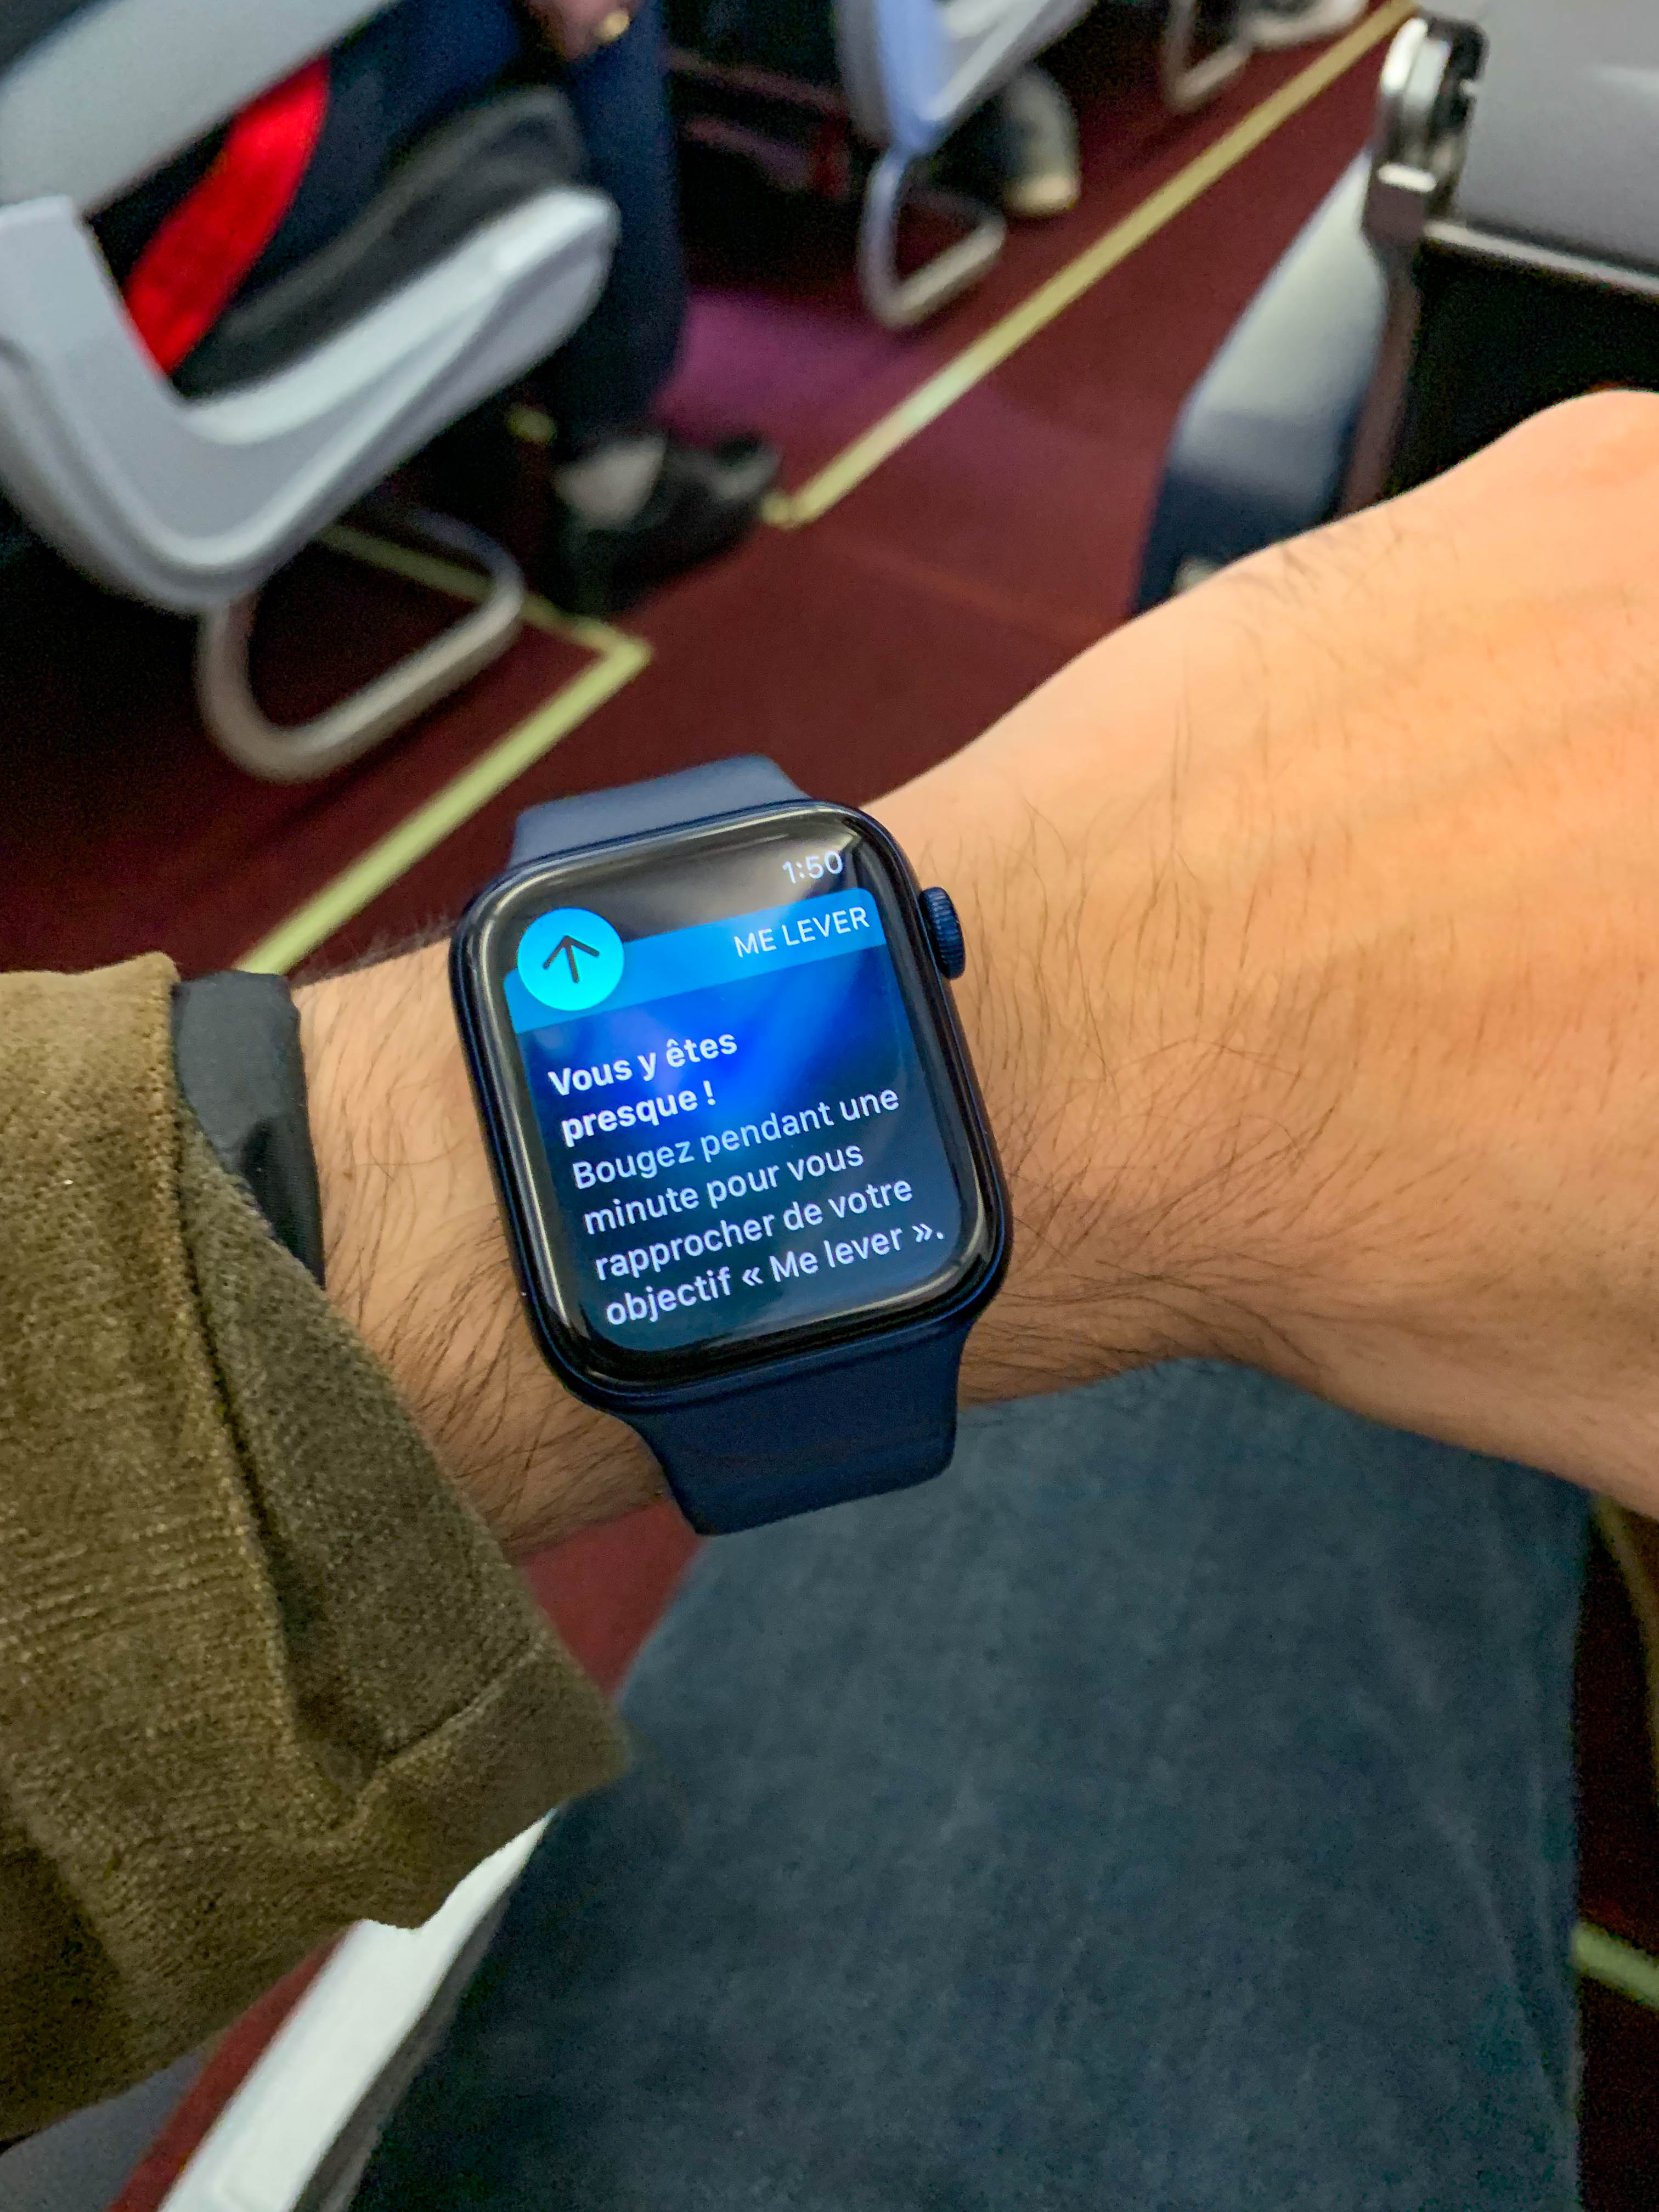 1:50
ME LEVER
Vous y êtes
presque !
Bougez pendant une
minute pour vous
rapprocher de votre
objectif « Me lever ».